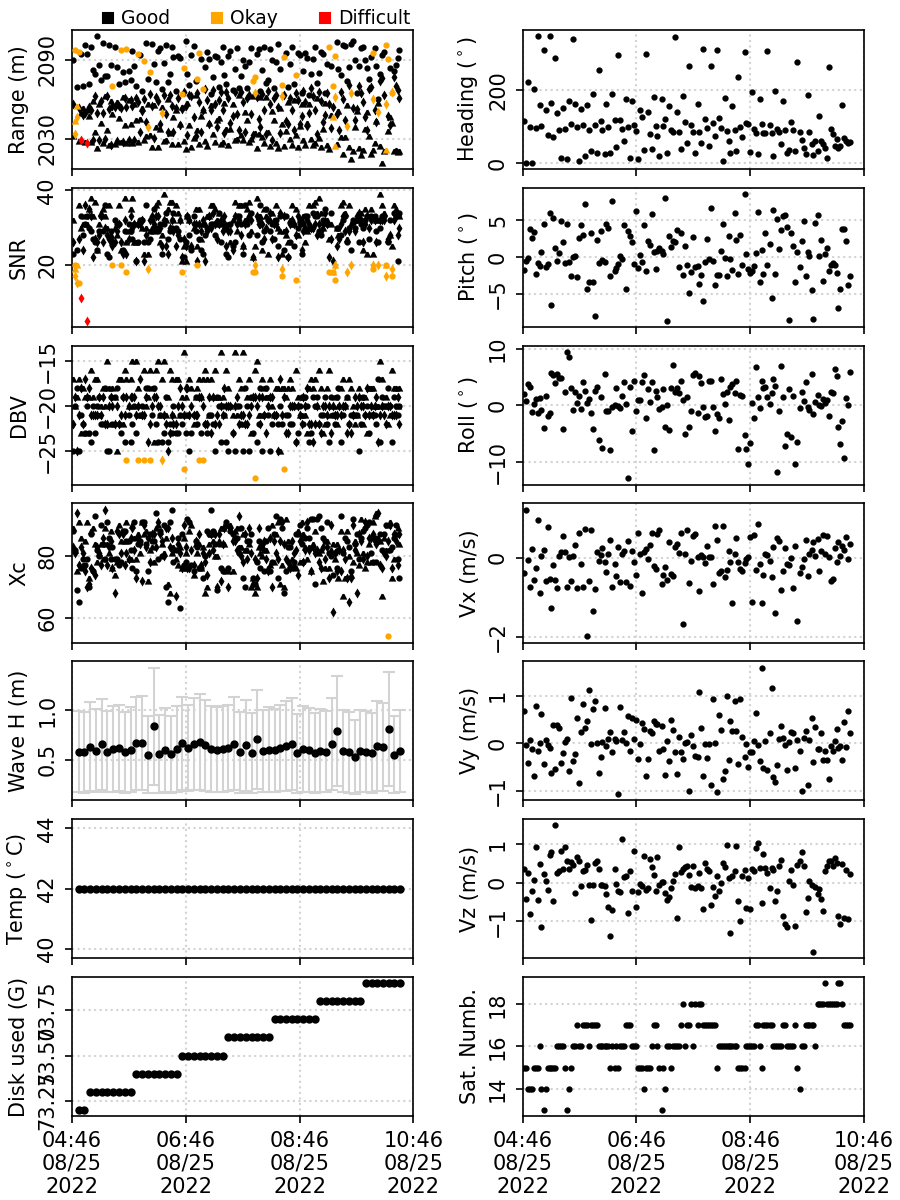 Good Okay Difficult
Range (m)
2090
2030
Heading (°)
200
0
SNR
40
20
Pitch (°)
5
0
−5
DBV
−15
−20
−25
Roll (°)
10
0
−10
Xc
80
60
Vx (m/s)
0
−2
Wave H (m)
1.0
0.5
Vy (m/s)
1
0
−1
Temp (°C)
44
42
40
Vz (m/s)
1
0
−1
Disk used (G)
73.75
73.50
73.25
Sat. Numb.
18
16
14
04:46 06:46 08:46 10:46
08/25 08/25 08/25 08/25
2022 2022 2022 2022
04:46 06:46 08:46 10:46
08/25 08/25 08/25 08/25
2022 2022 2022 2022